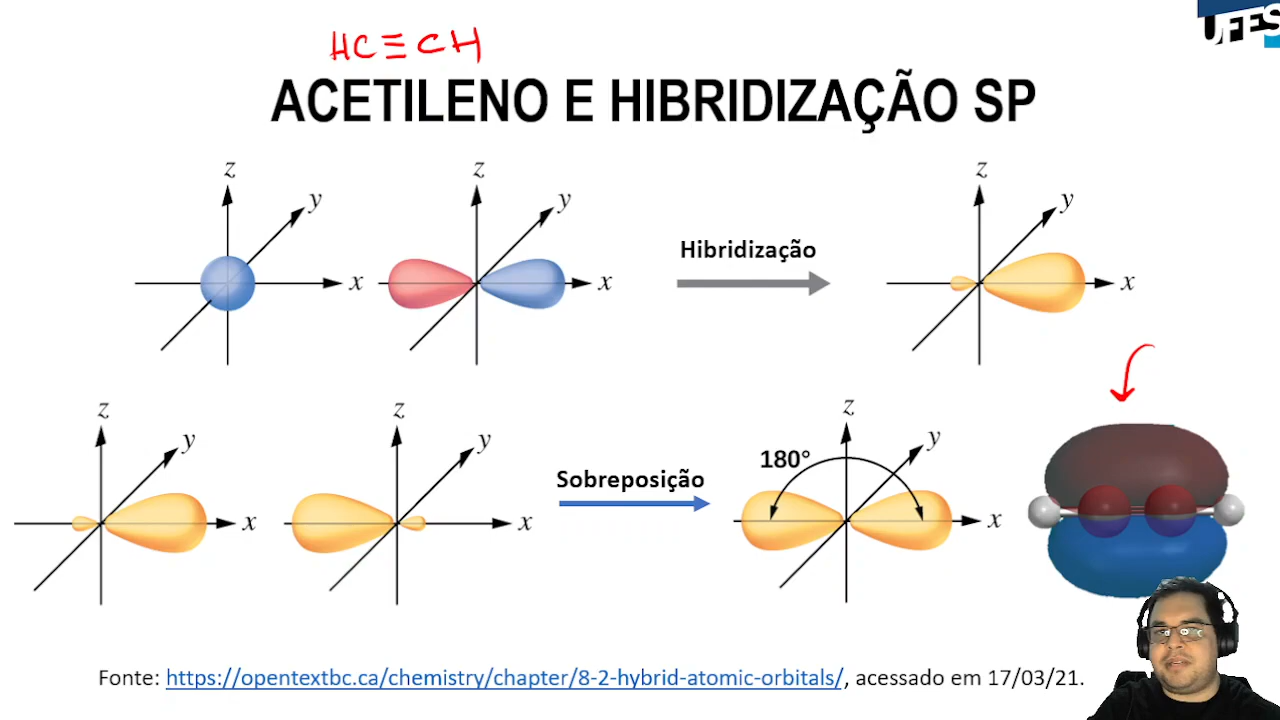 UFES
HC≡CH
ACETILENO E HIBRIDIZAÇÃO SP
z
y
x
z
y
x
Hibridização
z
y
x
z
y
x
z
y
x
Sobreposição
z
y
x
180°
Fonte: https://opentextbc.ca/chemistry/chapter/8-2-hybrid-atomic-orbitals/, acessado em 17/03/21.